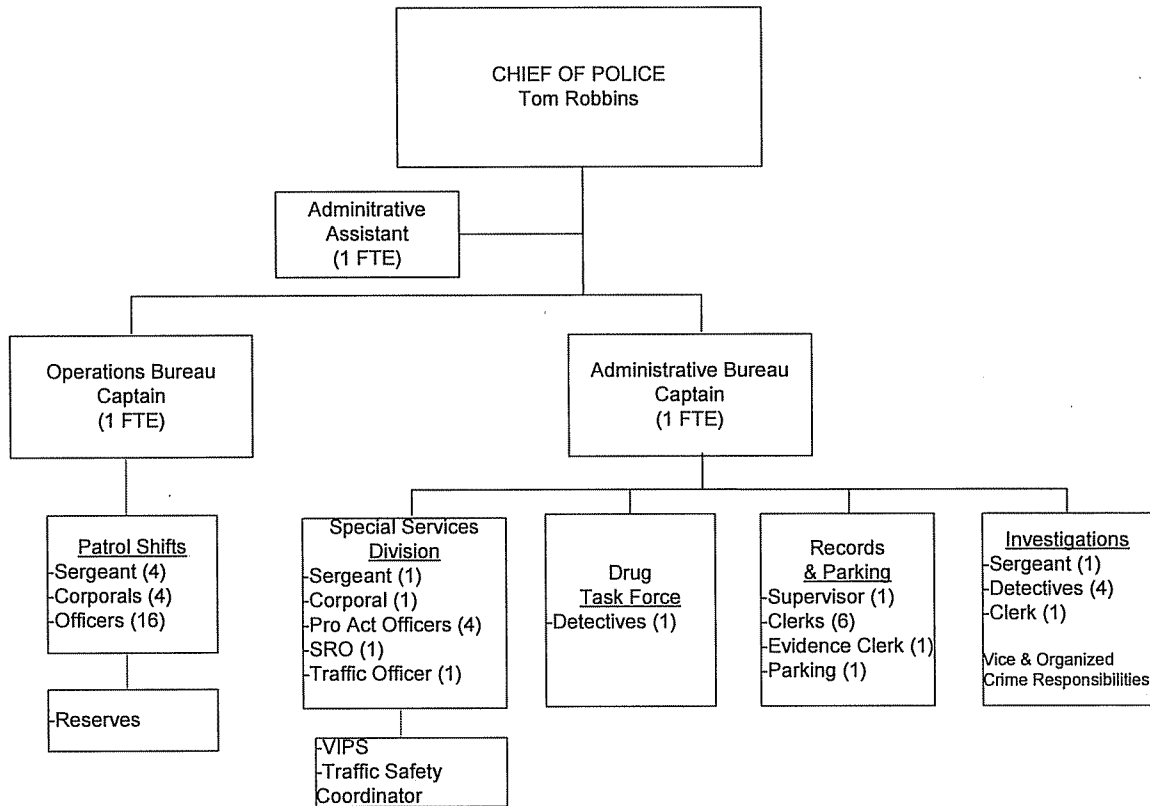 CHIEF OF POLICE
Tom Robbins
Adminitrative
Assistant
(1 FTE)
Operations Bureau
Captain
(1 FTE)
Administrative Bureau
Captain
(1 FTE)
Patrol Shifts
-Sergeant (4)
-Corporals (4)
-Officers (16)
-Reserves
Special Services
Division
-Sergeant (1)
-Corporal (1)
-Pro Act Officers (4)
-SRO (1)
-Traffic Officer (1)
-VIPS
-Traffic Safety
Coordinator
Drug
Task Force
-Detectives (1)
Records
& Parking
-Supervisor (1)
-Clerks (6)
-Evidence Clerk (1)
-Parking (1)
Investigations
-Sergeant (1)
-Detectives (4)
-Clerk (1)
Vice & Organized
Crime Responsibilities